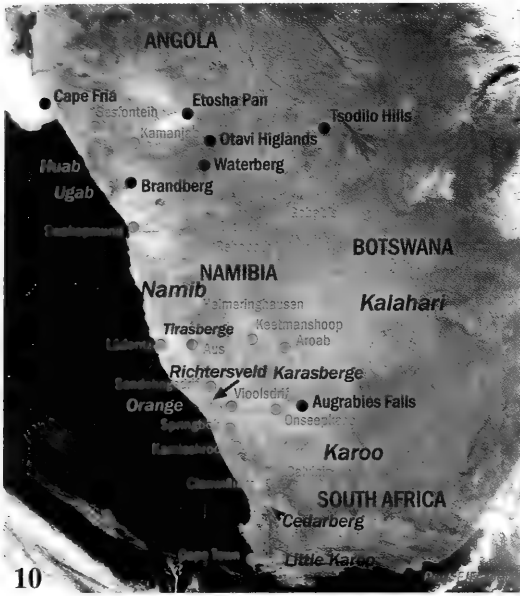 ANGOLA
Cape Fria
Etosha Pan
Sesfontein
Tsodilo Hills
Kamanjab
Otavi Higlands
Huab
Waterberg
Ugab
Brandberg
BOTSWANA
NAMIBIA
Namib
Helmeringhausen
Kalahari
Tirasberge
Keetmanshoop
Aroab
Aus
Richtersveld
Karasberge
Vioolsdrif
Orange
Augrabies Falls
Springbok
Karoo
SOUTH AFRICA
Cedarberg
Cape Town
Little Karoo
10